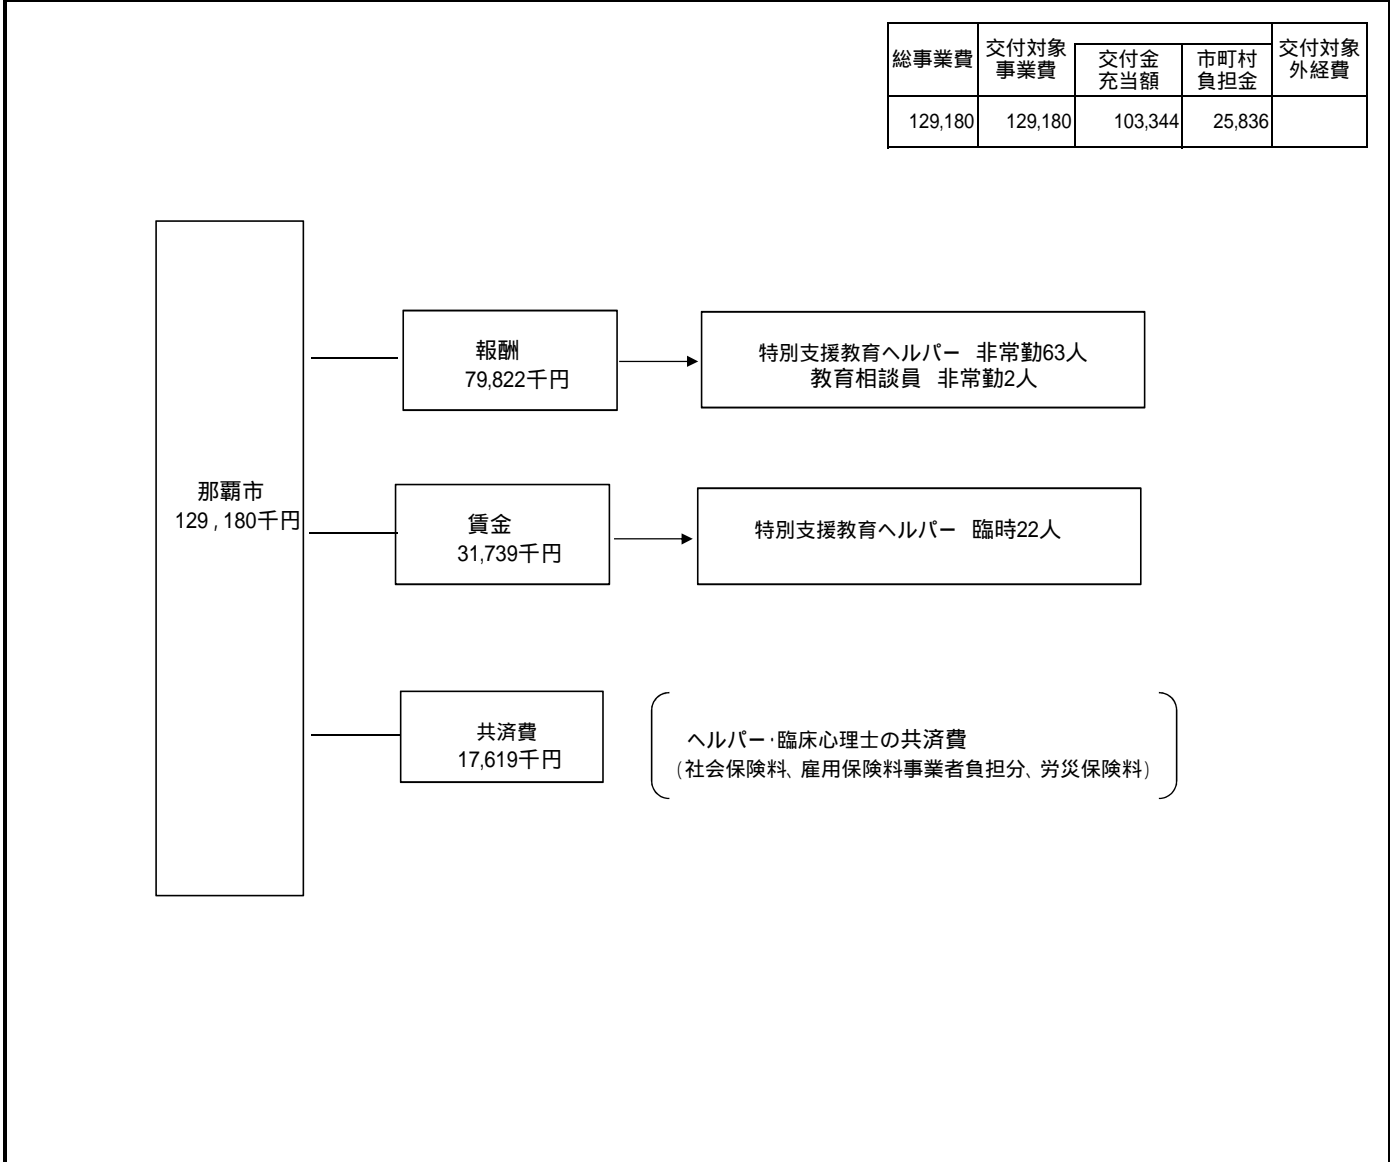 総事業費
交付対象
事業費
交付金
充当額
市町村
負担金
交付対象
外経費
129,180
129,180
103,344
25,836
報酬
79,822千円
特別支援教育ヘルパー 非常勤63人
教育相談員 非常勤2人
那覇市
129,180千円
賃金
31,739千円
特別支援教育ヘルパー 臨時22人
共済費
17,619千円
ヘルパー・臨床心理士の共済費
(社会保険料、雇用保険料事業者負担分、労災保険料)